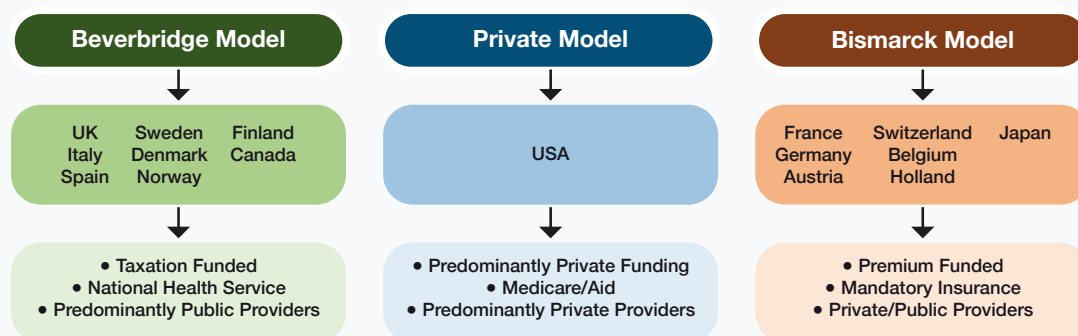 Beverbridge Model
UK Sweden Finland
Italy Denmark Canada
Spain Norway
• Taxation Funded
• National Health Service
• Predomently Public Providers
Private Model
USA
• Predominantly Private Funding
• Medicare/Aid
• Predominantly Private Providers
Bismarck Model
France Switzerland Japan
Germany Belgium
Austria Holland
• Premium Funded
• Mandatory Insurance
• Private/Public Providers